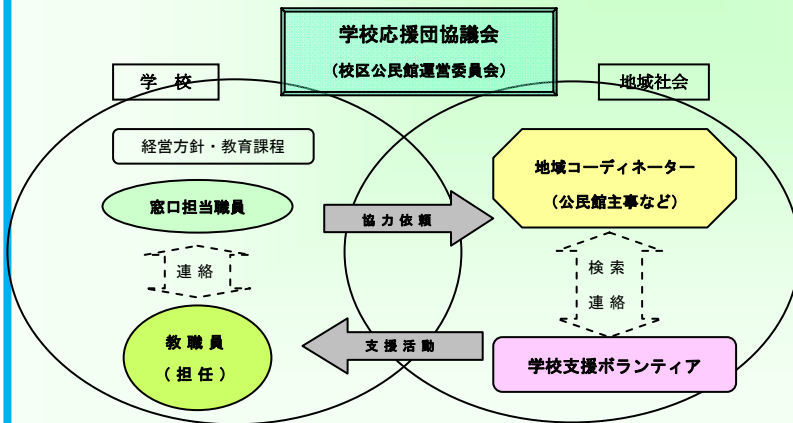 学校応援団協議会
（校区公民館運営委員会）
学　校
地域社会
経営方針・教育課程
窓口担当職員
地域コーディネーター
（公民館主事など）
協力依頼
連 絡
検 索
連 絡
教 職 員
（ 担 任 ）
支 援 活 動
学校支援ボランティア